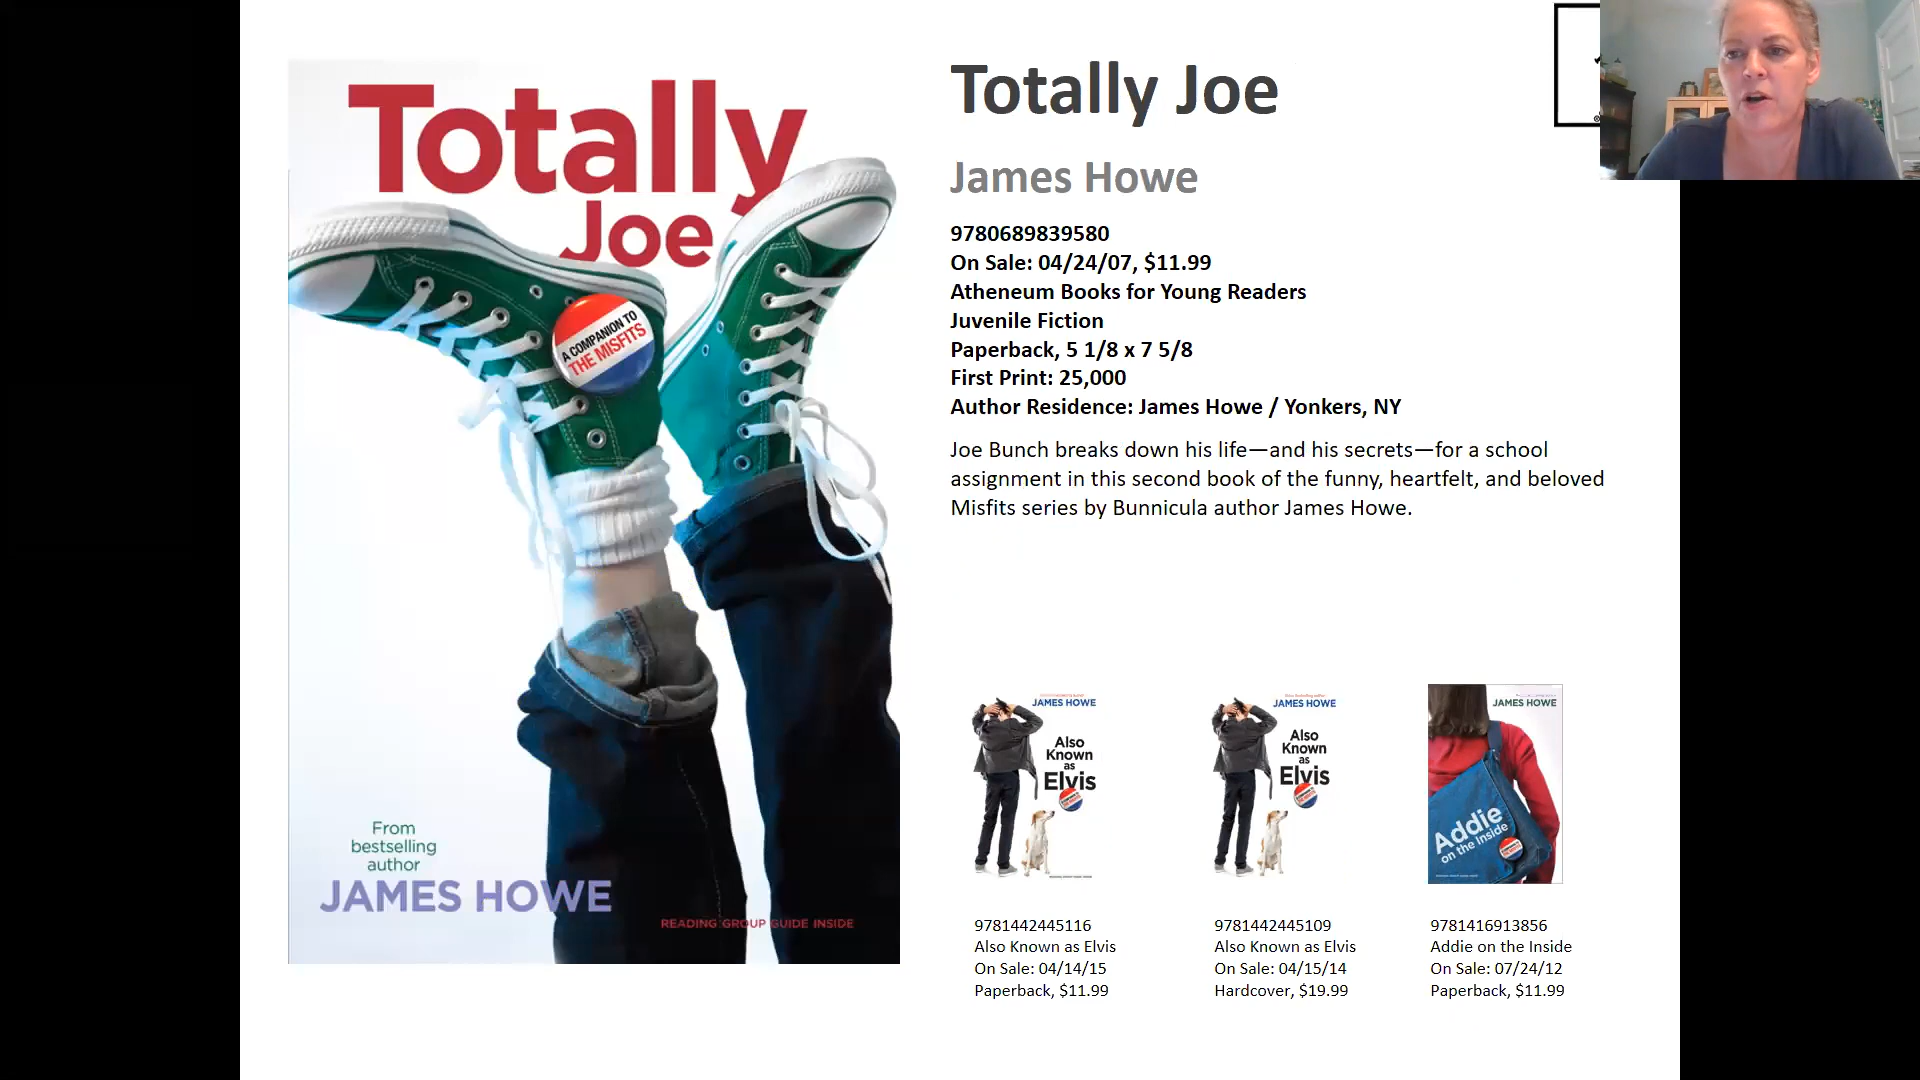 Totally
Joe
A COMPANION TO
THE MISFITS
From
bestselling
author
JAMES HOWE
READING GROUP GUIDE INSIDE
Totally Joe
James Howe
9780689839580
On Sale: 04/24/07, $11.99
Atheneum Books for Young Readers
Juvenile Fiction
Paperback, 5 1/8 x 7 5/8
First Print: 25,000
Author Residence: James Howe / Yonkers, NY
Joe Bunch breaks down his life—and his secrets—for a school
assignment in this second book of the funny, heartfelt, and beloved
Misfits series by Bunnicula author James Howe.
JAMES HOWE
Also
Known
as
Elvis
JAMES HOWE
Also
Known
as
Elvis
JAMES HOWE
Addie
on the Inside
9781442445116
Also Known as Elvis
On Sale: 04/14/15
Paperback, $11.99
9781442445109
Also Known as Elvis
On Sale: 04/15/14
Hardcover, $19.99
9781416913856
Addie on the Inside
On Sale: 07/24/12
Paperback, $11.99